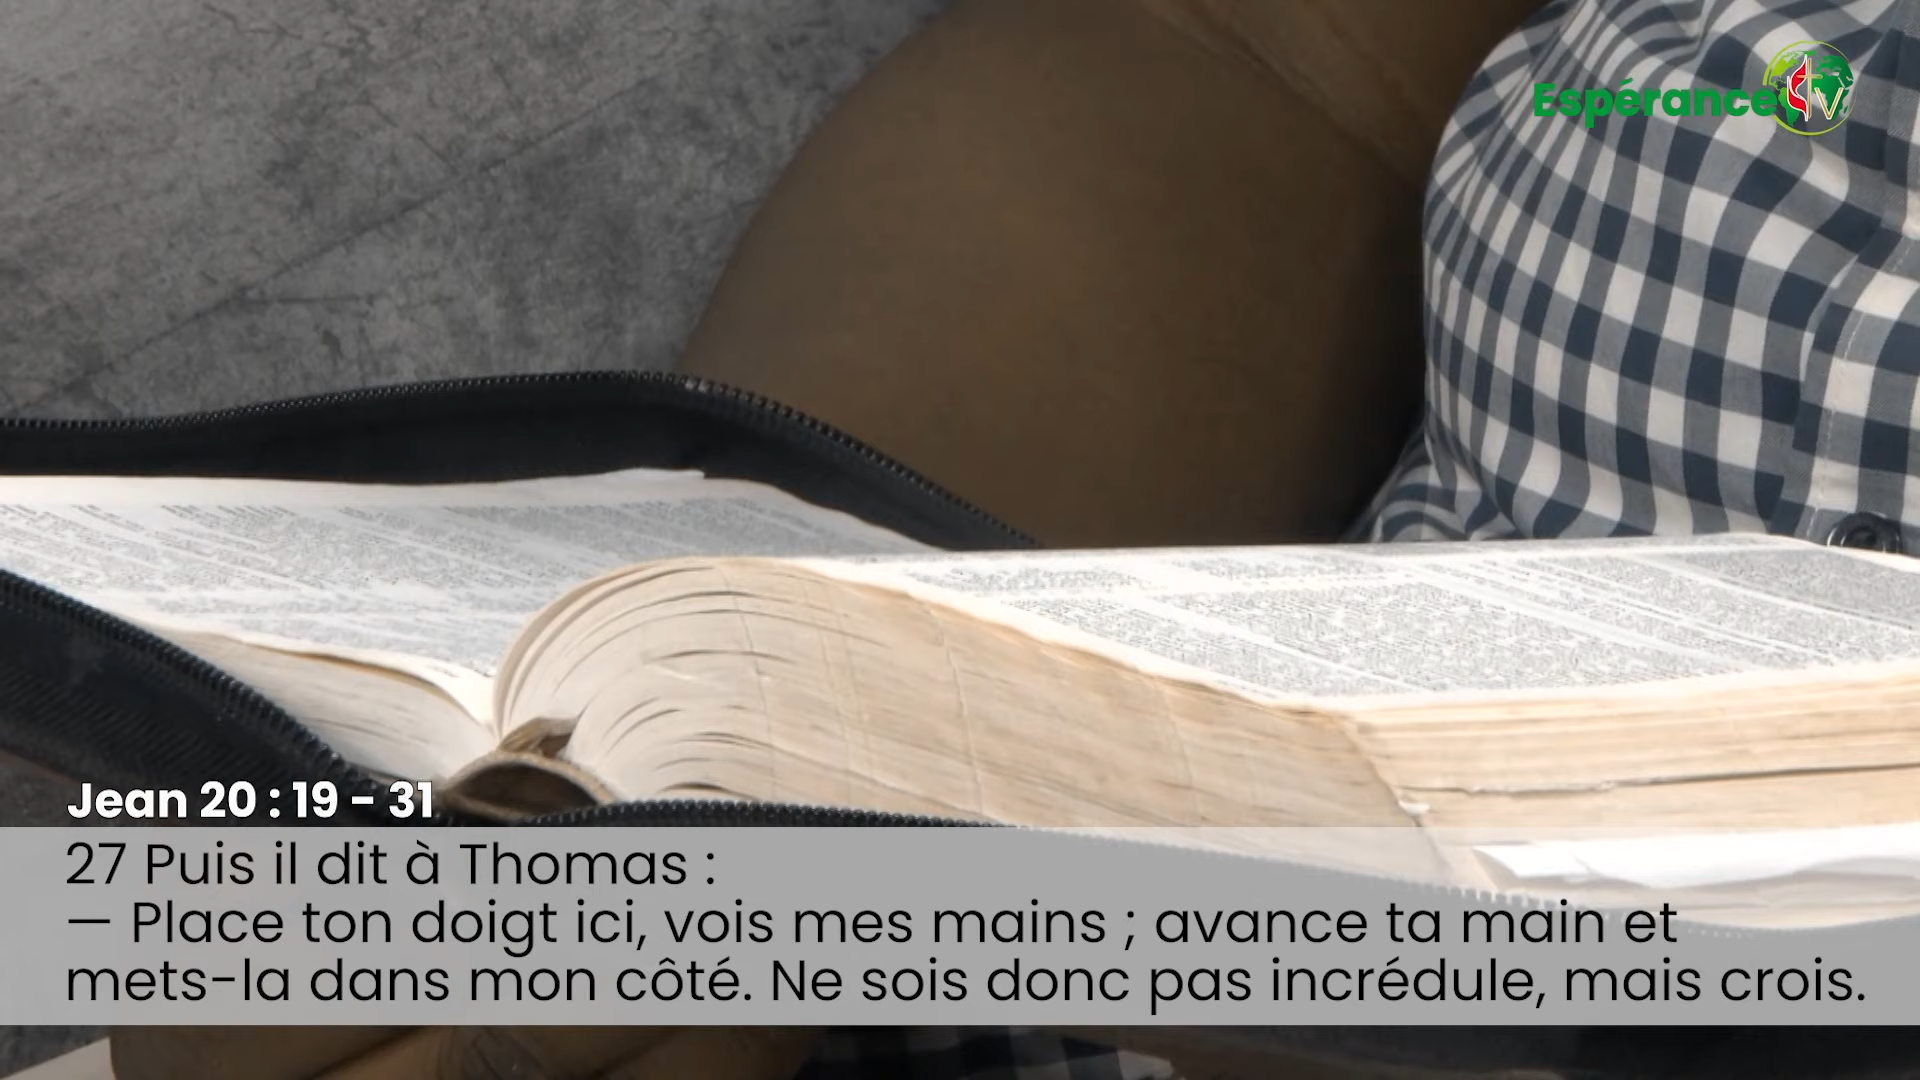 Espérance TV
Jean 20 : 19 - 31
27 Puis il dit à Thomas :
— Place ton doigt ici, vois mes mains ; avance ta main et
mets-la dans mon côté. Ne sois donc pas incrédule, mais crois.